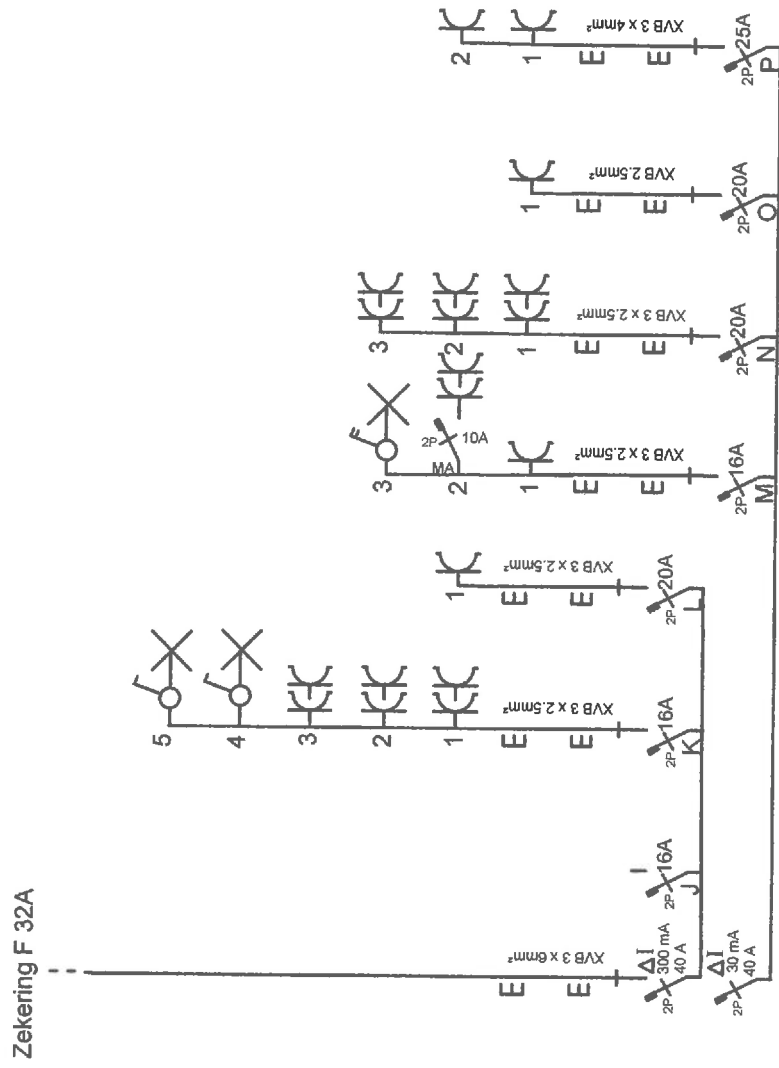 Zekering F 32A
XVB 3 x 6mm²
E E
ΔI
300 mA
40 A
2P
ΔI
30 mA
40 A
2P
16A
2P
J
5
4
3
2
1
XVB 3 x 2.5mm²
E E
16A
2P
K
1
XVB 3 x 2.5mm²
E E
20A
2P
L
3
2
MA
2P
10A
1
XVB 3 x 2.5mm²
E E
16A
2P
M
3
2
1
XVB 3 x 2.5mm²
E E
20A
2P
N
1
XVB 2.5mm²
E E
20A
2P
O
2
1
XVB 3 x 4mm²
E E
25A
2P
P